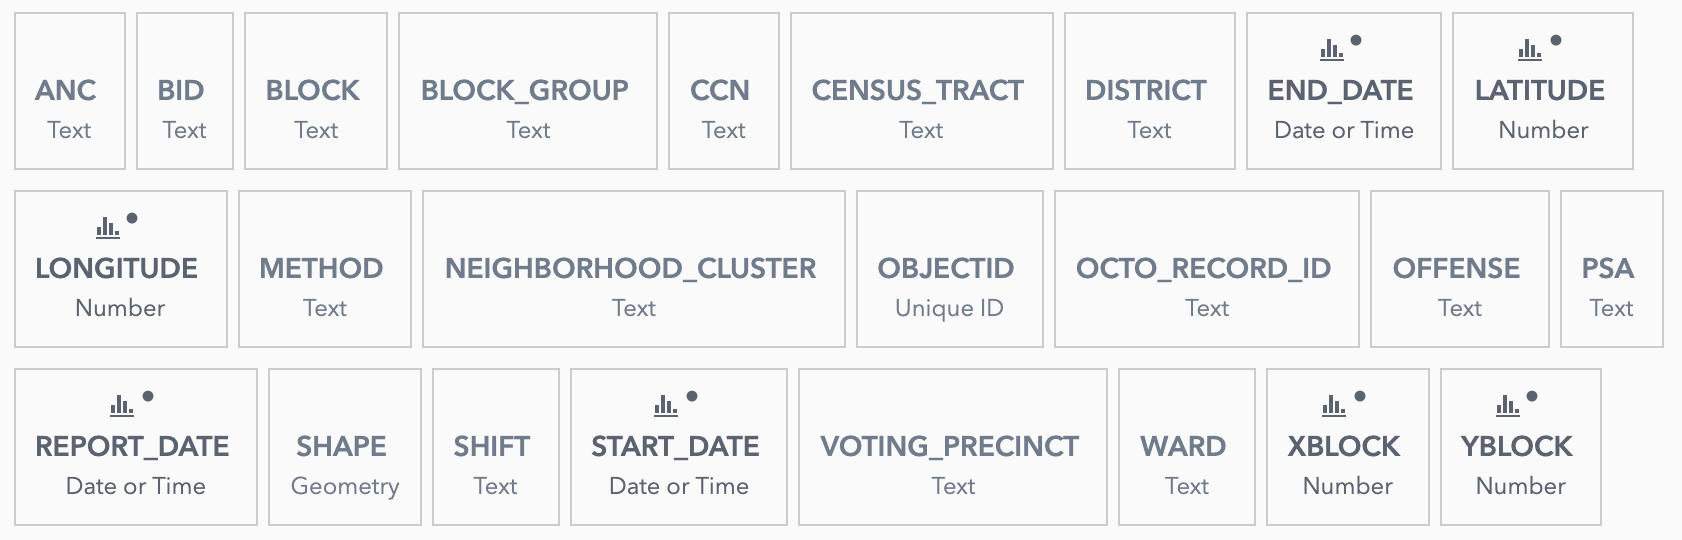 ANC BID BLOCK BLOCK_GROUP CCN CENSUS_TRACT DISTRICT END_DATE LATITUDE
Text Text Text Text Text Text Text Date or Time Number
LONGITUDE METHOD NEIGHBORHOOD_CLUSTER OBJECTID OCTO_RECORD_ID OFFENSE PSA
Number Text Text Unique ID Text Text Text
REPORT_DATE SHAPE SHIFT START_DATE VOTING_PRECINCT WARD XBLOCK YBLOCK
Date or Time Geometry Text Date or Time Text Text Number Number